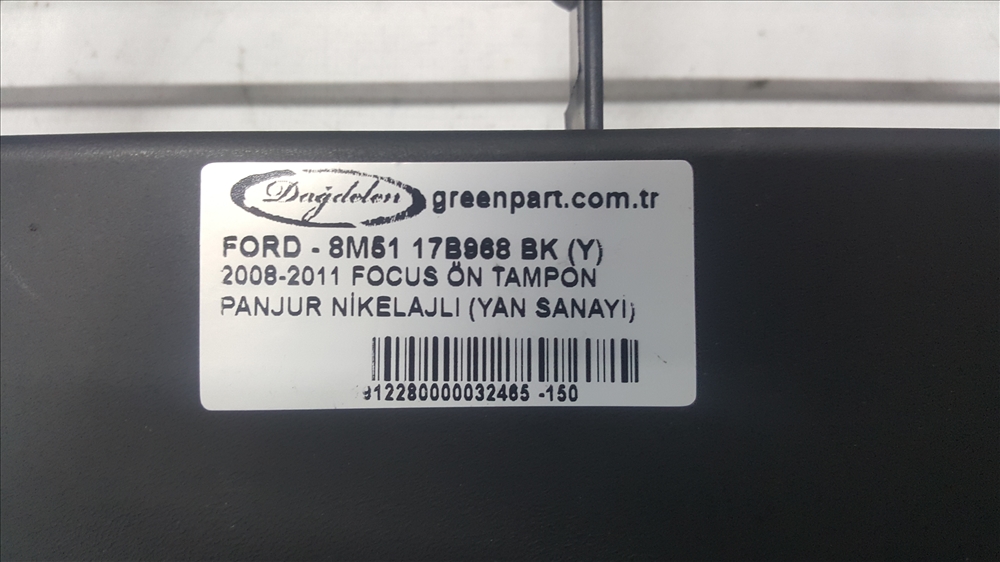 Dağdelen greenpart.com.tr
FORD - 8M51 17B968 BK (Y)
2008-2011 FOCUS ÖN TAMPON
PANJUR NİKELAJLI (YAN SANAYİ)
912280000032465 -150